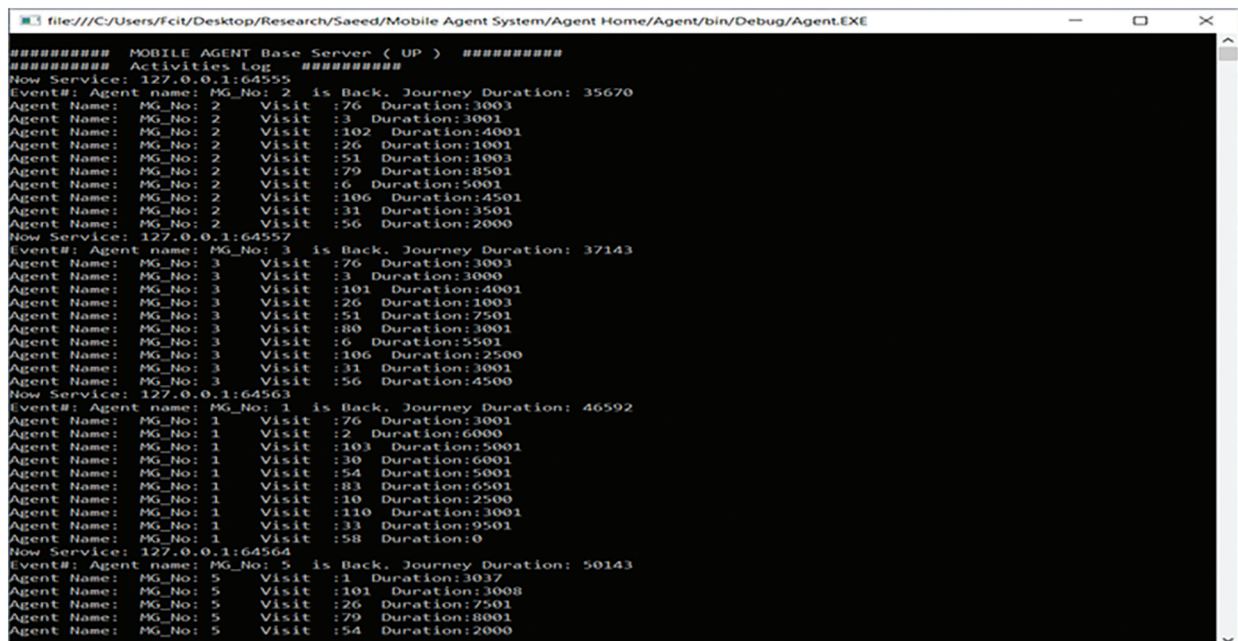 file:///C:/Users/Fcit/Desktop/Research/Saeed/Mobile Agent System/Agent Home/Agent/bin/Debug/Agent.EXE
########## MOBILE AGENT Base Server ( UP ) ##########
########## Activities Log ##########
Now Service: 127.0.0.1:64555
Event#: Agent name: MG_No: 2 is Back. Journey Duration: 35670
Agent Name: MG_No: 2 Visit :76 Duration:3003
Agent Name: MG_No: 2 Visit :3 Duration:3001
Agent Name: MG_No: 2 Visit :102 Duration:4001
Agent Name: MG_No: 2 Visit :26 Duration:1001
Agent Name: MG_No: 2 Visit :51 Duration:1003
Agent Name: MG_No: 2 Visit :79 Duration:8501
Agent Name: MG_No: 2 Visit :6 Duration:5001
Agent Name: MG_No: 2 Visit :106 Duration:4501
Agent Name: MG_No: 2 Visit :31 Duration:3501
Agent Name: MG_No: 2 Visit :56 Duration:2000
Now Service: 127.0.0.1:64557
Event#: Agent name: MG_No: 3 is Back. Journey Duration: 37143
Agent Name: MG_No: 3 Visit :76 Duration:3003
Agent Name: MG_No: 3 Visit :3 Duration:3000
Agent Name: MG_No: 3 Visit :101 Duration:4001
Agent Name: MG_No: 3 Visit :26 Duration:1003
Agent Name: MG_No: 3 Visit :51 Duration:7501
Agent Name: MG_No: 3 Visit :80 Duration:3001
Agent Name: MG_No: 3 Visit :6 Duration:5501
Agent Name: MG_No: 3 Visit :106 Duration:2500
Agent Name: MG_No: 3 Visit :31 Duration:3001
Agent Name: MG_No: 3 Visit :56 Duration:4500
Now Service: 127.0.0.1:64563
Event#: Agent name: MG_No: 1 is Back. Journey Duration: 46592
Agent Name: MG_No: 1 Visit :76 Duration:3001
Agent Name: MG_No: 1 Visit :2 Duration:6000
Agent Name: MG_No: 1 Visit :103 Duration:5001
Agent Name: MG_No: 1 Visit :30 Duration:6001
Agent Name: MG_No: 1 Visit :54 Duration:5001
Agent Name: MG_No: 1 Visit :83 Duration:6501
Agent Name: MG_No: 1 Visit :10 Duration:2500
Agent Name: MG_No: 1 Visit :110 Duration:3001
Agent Name: MG_No: 1 Visit :33 Duration:9501
Agent Name: MG_No: 1 Visit :58 Duration:0
Now Service: 127.0.0.1:64564
Event#: Agent name: MG_No: 5 is Back. Journey Duration: 50143
Agent Name: MG_No: 5 Visit :1 Duration:3037
Agent Name: MG_No: 5 Visit :101 Duration:3008
Agent Name: MG_No: 5 Visit :26 Duration:7501
Agent Name: MG_No: 5 Visit :79 Duration:8001
Agent Name: MG_No: 5 Visit :54 Duration:2000